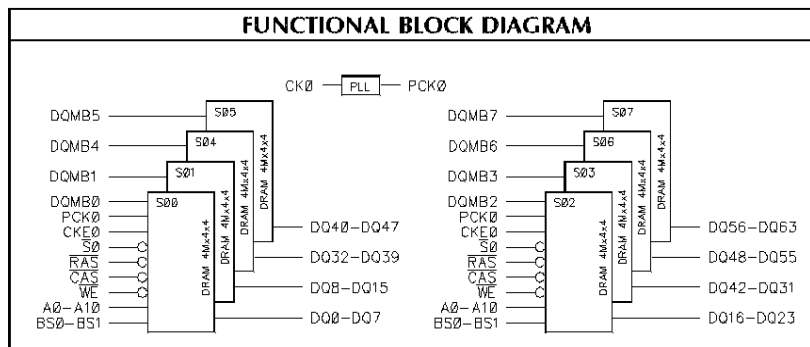 FUNCTIONAL BLOCK DIAGRAM
CKØ PLL PCKØ
DQMB5 SØ5
DQMB4 SØ4
DQMB1 SØ1
DQMBØ SØØ
PCKØ
CKEØ
SØ
RAS
CAS
WE
AØ-A1Ø
BSØ-BS1
DRAM 4Mx4x4
DRAM 4Mx4x4
DRAM 4Mx4x4
DRAM 4Mx4x4
DQ4Ø-DQ47
DQ32-DQ39
DQ8-DQ15
DQØ-DQ7
DQMB7 SØ7
DQMB6 SØ6
DQMB3 SØ3
DQMB2 SØ2
PCKØ
CKEØ
SØ
RAS
CAS
WE
AØ-A1Ø
BSØ-BS1
DRAM 4Mx4x4
DRAM 4Mx4x4
DRAM 4Mx4x4
DRAM 4Mx4x4
DQ56-DQ63
DQ48-DQ55
DQ42-DQ31
DQ16-DQ23